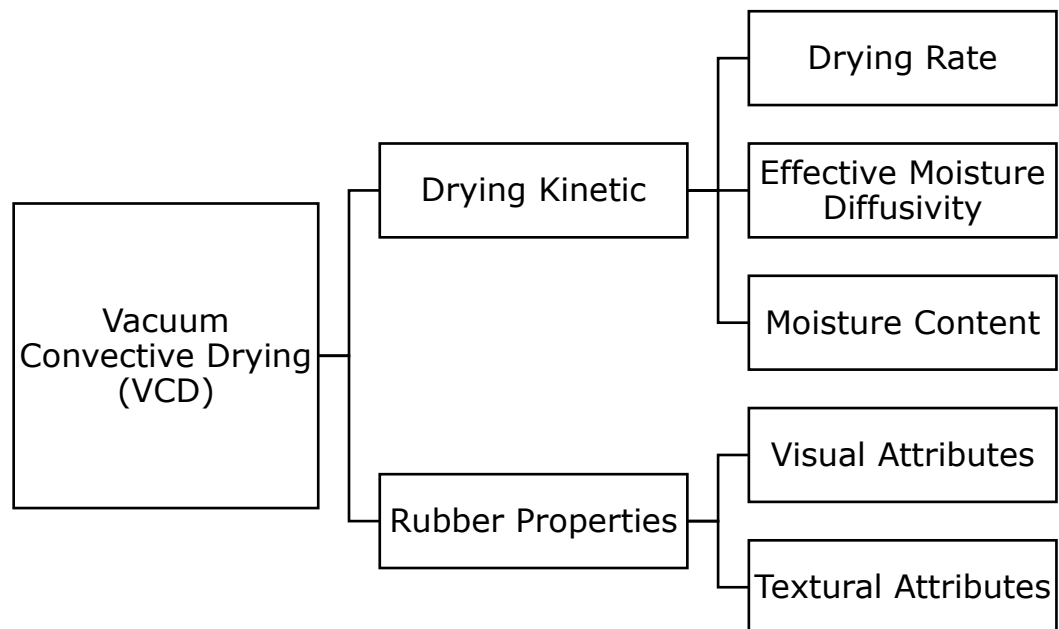 Vacuum
Convective Drying
(VCD)
Drying Kinetic
Drying Rate
Effective Moisture
Diffusivity
Moisture Content
Rubber Properties
Visual Attributes
Textural Attributes